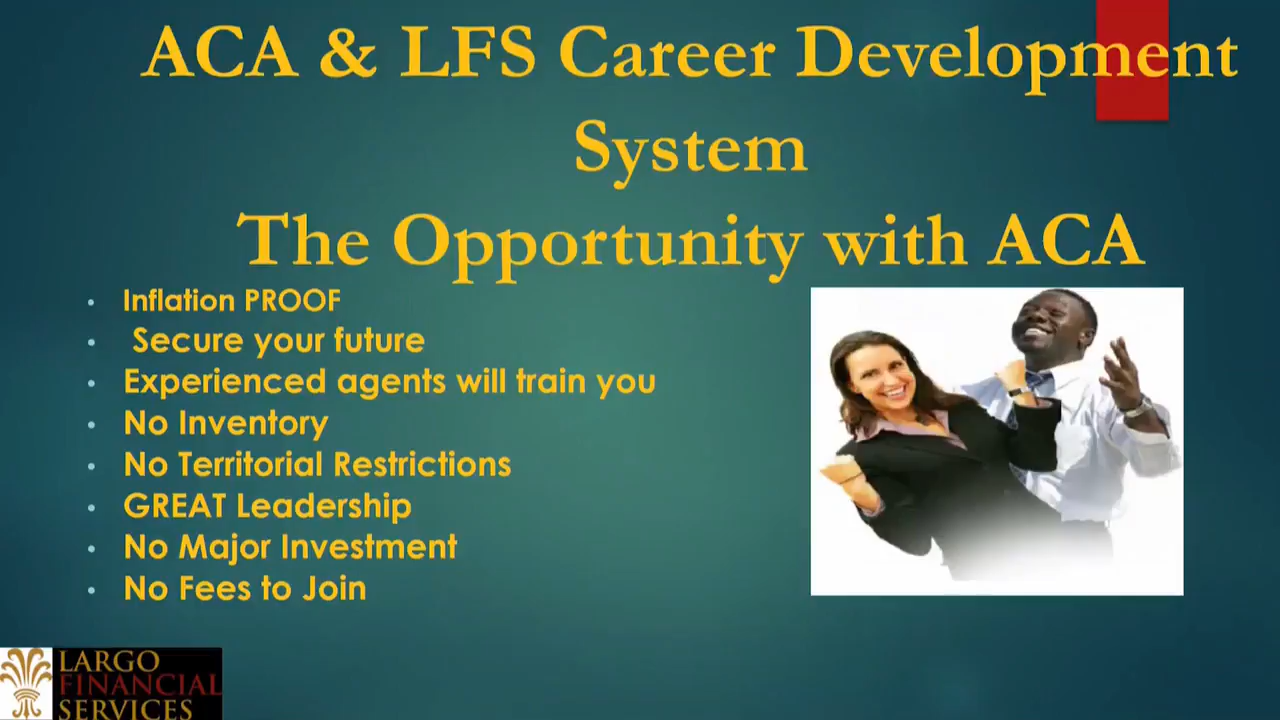 ACA & LFS Career Development
System
The Opportunity with ACA
• Inflation PROOF
• Secure your future
• Experienced agents will train you
• No Inventory
• No Territorial Restrictions
• GREAT Leadership
• No Major Investment
• No Fees to Join
LARGO
FINANCIAL
SERVICES